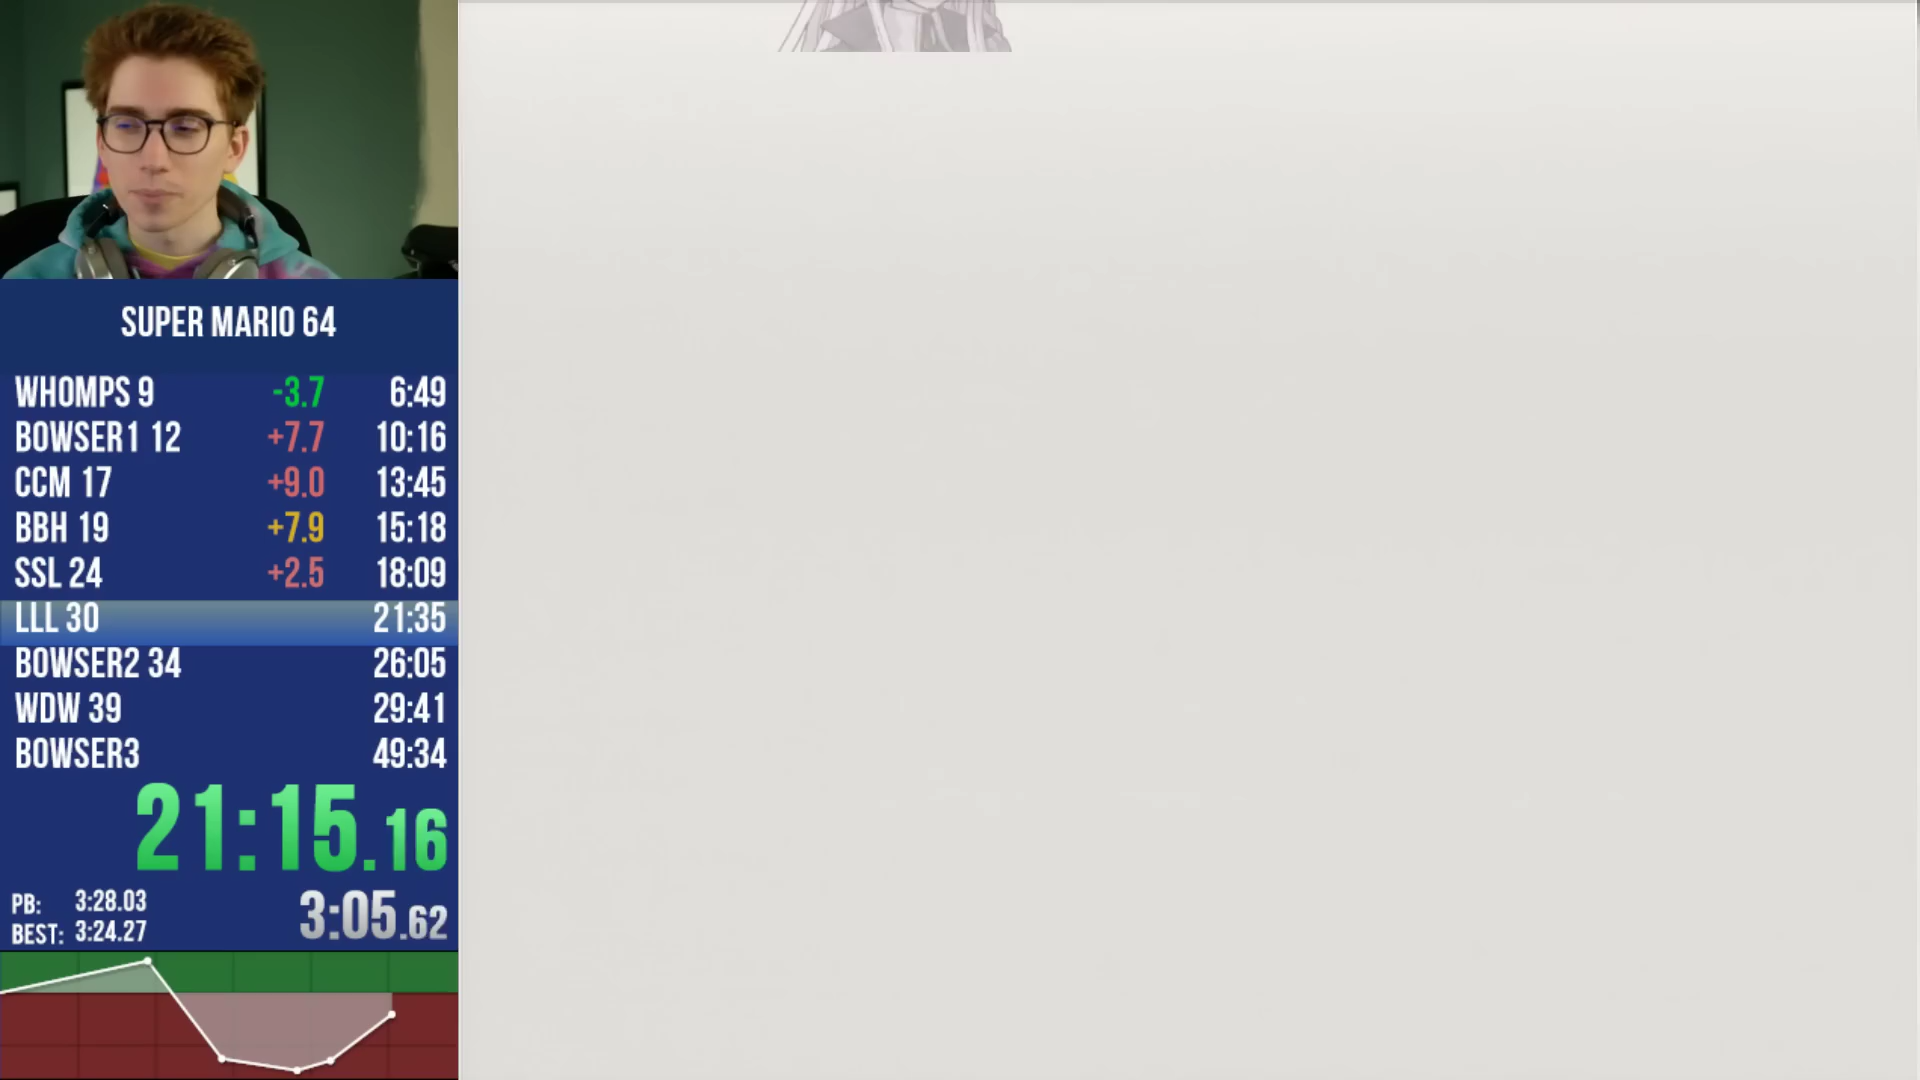 SUPER MARIO 64
WHOMPS 9 -3.7 6:49
BOWSER1 12 +7.7 10:16
CCM 17 +9.0 13:45
BBH 19 +7.9 15:18
SSL 24 +2.5 18:09
LLL 30 21:35
BOWSER2 34 26:05
WDW 39 29:41
BOWSER3 49:34
21:15.16
PB: 3:28.03
BEST: 3:24.27
3:05.62